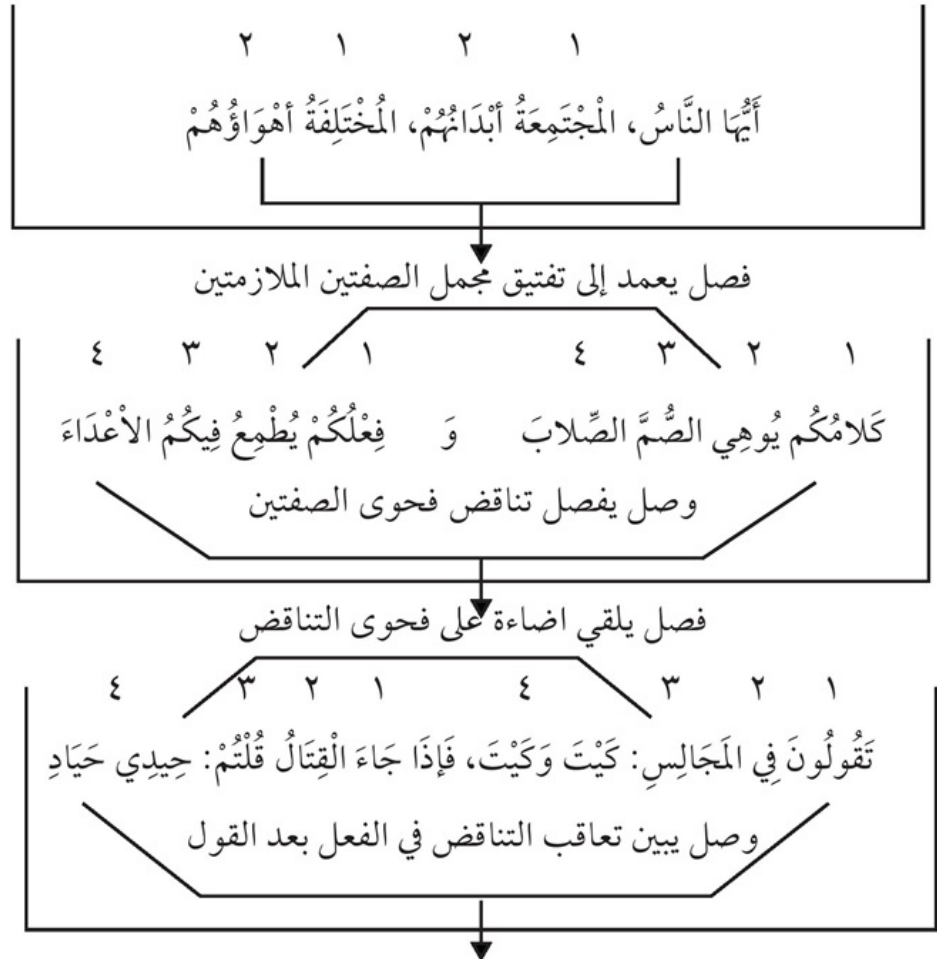 ١ ٢ ١ ٢
أَيُّهَا النَّاسُ، الْمُجْتَمِعَةُ أَبْدَانُهُمْ، الْمُخْتَلِفَةُ أَهْوَاؤُهُمْ
فصل يعمد إلى تفتيق مجمل الصفتين الملازمتين
١ ٢ ٣ ٤ ١ ٢ ٣ ٤
كَلامُكُم يُوهِي الصُّمَّ الصِّلابَ وَ فِعْلُكُمْ يُطْمِعُ فِيكُمُ الأعْدَاءَ
وصل يفصل تناقض فحوى الصفتين
فصل يلقي اضاءة على فحوى التناقض
١ ٢ ٣ ٤ ١ ٢ ٣ ٤
تَقُولُونَ فِي المَجَالِسِ: كَيْتَ وَكَيْتَ، فَإِذَا جَاءَ الْقِتَالُ قُلْتُمْ: حِيدِي حَيَادِ
وصل يبين تعاقب التناقض في الفعل بعد القول